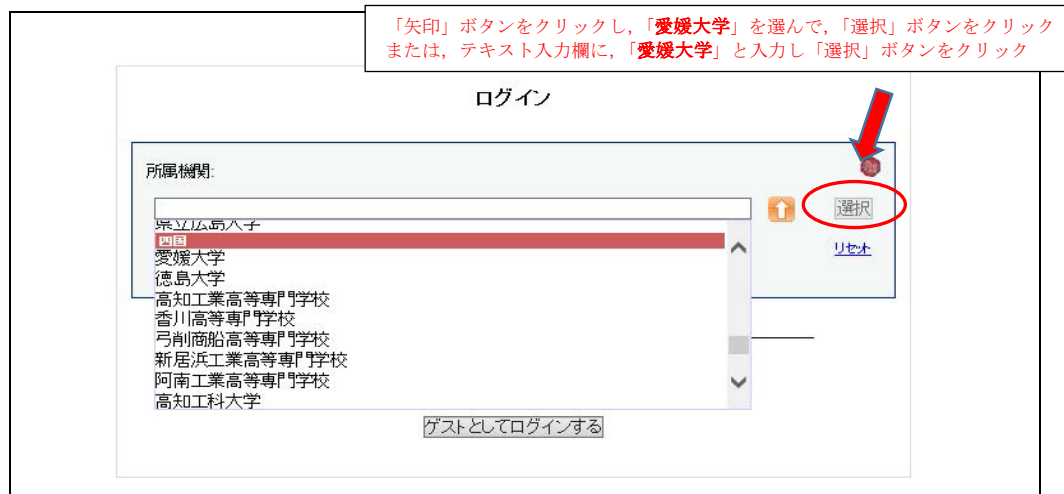 「矢印」ボタンをクリックし，「愛媛大学」を選んで，「選択」ボタンをクリック
または，テキスト入力欄に，「愛媛大学」と入力し「選択」ボタンをクリック
ログイン
所属機関:
選択
県立広島大学
四国
リセット
愛媛大学
徳島大学
高知工業高等専門学校
香川高等専門学校
弓削商船高等専門学校
新居浜工業高等専門学校
阿南工業高等専門学校
高知工科大学
ゲストとしてログインする